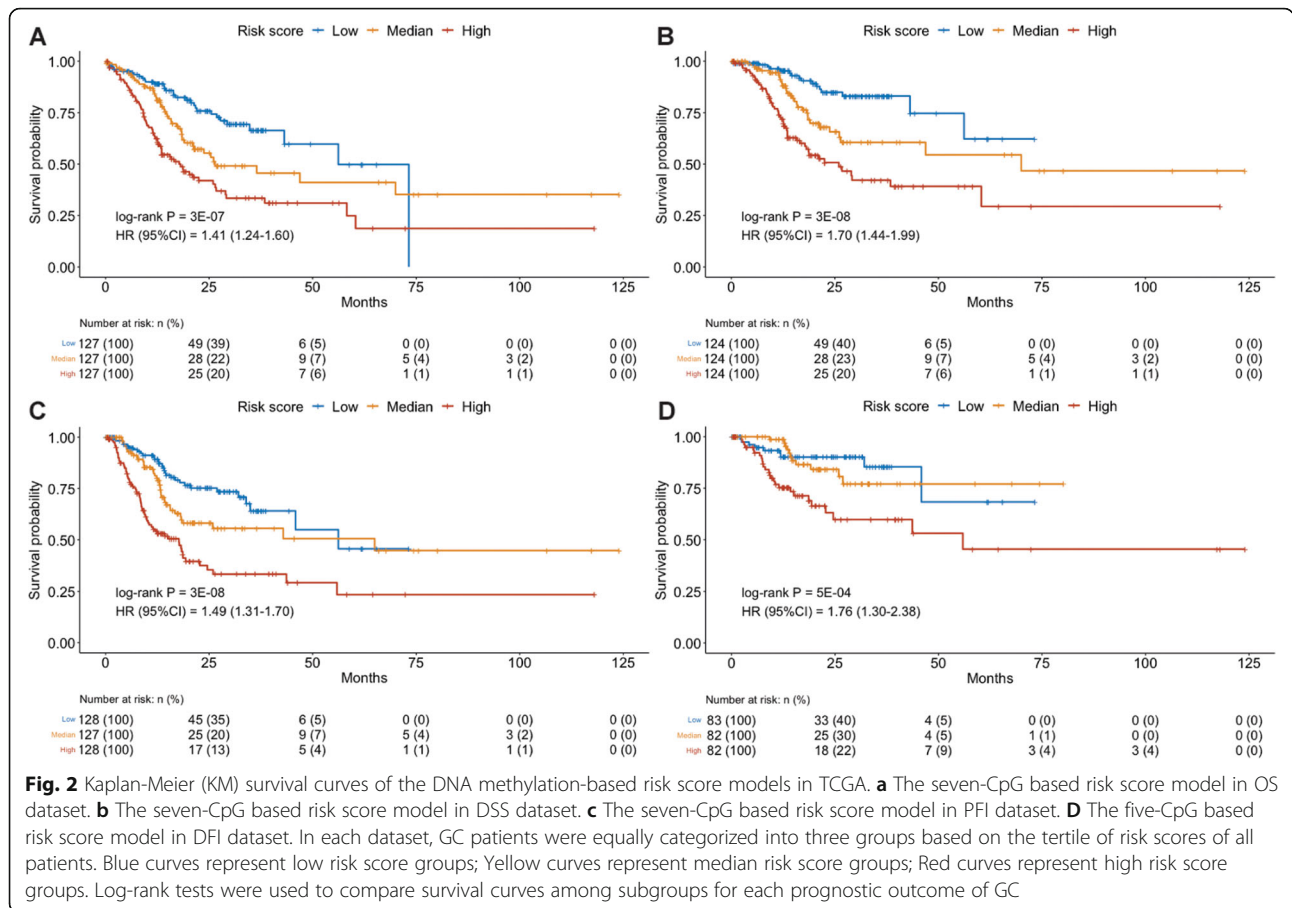 A
Risk score Low Median High
1.00
0.75
0.50
0.25
0.00
Survival probability
log-rank P = 3E-07
HR (95%CI) = 1.41 (1.24-1.60)
0 25 50 75 100 125
Months
Number at risk: n (%)
Low 127 (100) 49 (39) 6 (5) 0 (0) 0 (0) 0 (0)
Median 127 (100) 28 (22) 9 (7) 5 (4) 3 (2) 0 (0)
High 127 (100) 25 (20) 7 (6) 1 (1) 1 (1) 0 (0)
B
Risk score Low Median High
1.00
0.75
0.50
0.25
0.00
Survival probability
log-rank P = 3E-08
HR (95%CI) = 1.70 (1.44-1.99)
0 25 50 75 100 125
Months
Number at risk: n (%)
Low 124 (100) 49 (40) 6 (5) 0 (0) 0 (0) 0 (0)
Median 124 (100) 28 (23) 9 (7) 5 (4) 3 (2) 0 (0)
High 124 (100) 25 (20) 7 (6) 1 (1) 1 (1) 0 (0)
C
Risk score Low Median High
1.00
0.75
0.50
0.25
0.00
Survival probability
log-rank P = 3E-08
HR (95%CI) = 1.49 (1.31-1.70)
0 25 50 75 100 125
Months
Number at risk: n (%)
Low 128 (100) 45 (35) 6 (5) 0 (0) 0 (0) 0 (0)
Median 127 (100) 25 (20) 9 (7) 5 (4) 3 (2) 0 (0)
High 128 (100) 17 (13) 5 (4) 1 (1) 1 (1) 0 (0)
D
Risk score Low Median High
1.00
0.75
0.50
0.25
0.00
Survival probability
log-rank P = 5E-04
HR (95%CI) = 1.76 (1.30-2.38)
0 25 50 75 100 125
Months
Number at risk: n (%)
Low 83 (100) 33 (40) 4 (5) 0 (0) 0 (0) 0 (0)
Median 82 (100) 25 (30) 4 (5) 1 (1) 0 (0) 0 (0)
High 82 (100) 18 (22) 7 (9) 3 (4) 3 (4) 0 (0)
Fig. 2 Kaplan-Meier (KM) survival curves of the DNA methylation-based risk score models in TCGA. a The seven-CpG based risk score model in OS
dataset. b The seven-CpG based risk score model in DSS dataset. c The seven-CpG based risk score model in PFI dataset. D The five-CpG based
risk score model in DFI dataset. In each dataset, GC patients were equally categorized into three groups based on the tertile of risk scores of all
patients. Blue curves represent low risk score groups; Yellow curves represent median risk score groups; Red curves represent high risk score
groups. Log-rank tests were used to compare survival curves among subgroups for each prognostic outcome of GC